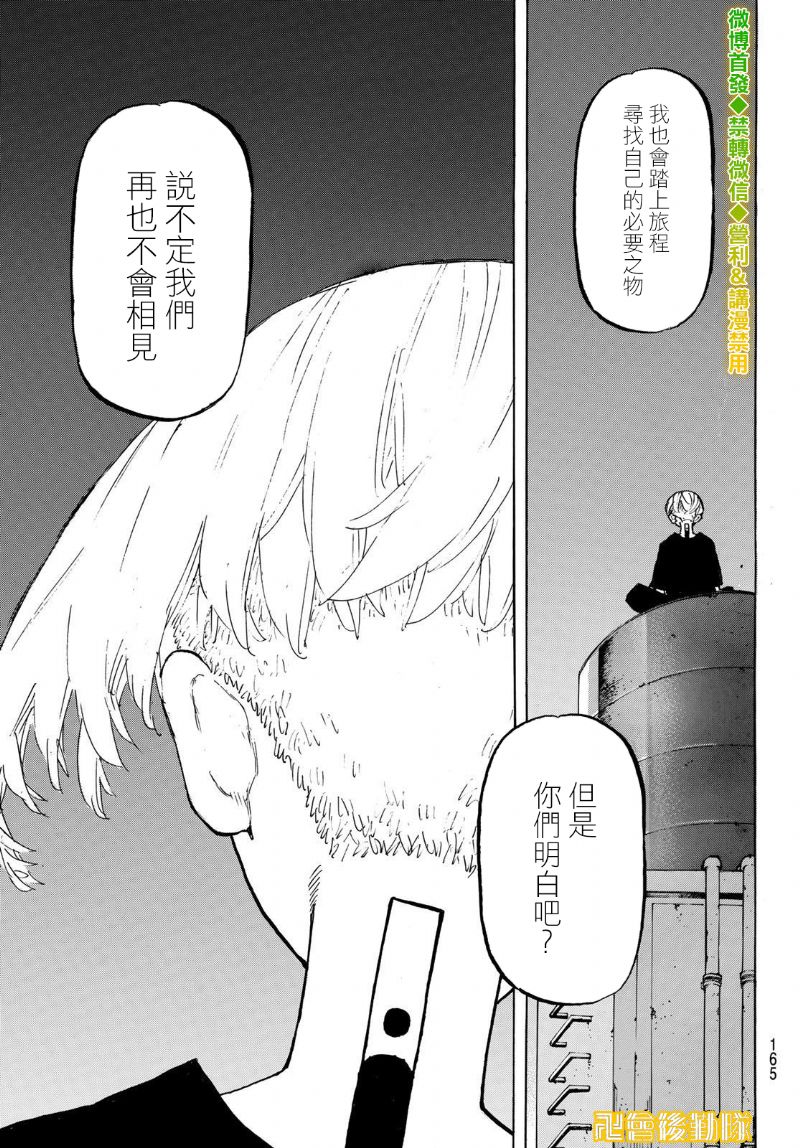 微博首發◆禁轉微信◆營利&講漫禁用
我也會踏上旅程
尋找自己的必要之物
但是
你們明白吧？
説不定我們
再也不會相見
165
卍會後勤隊